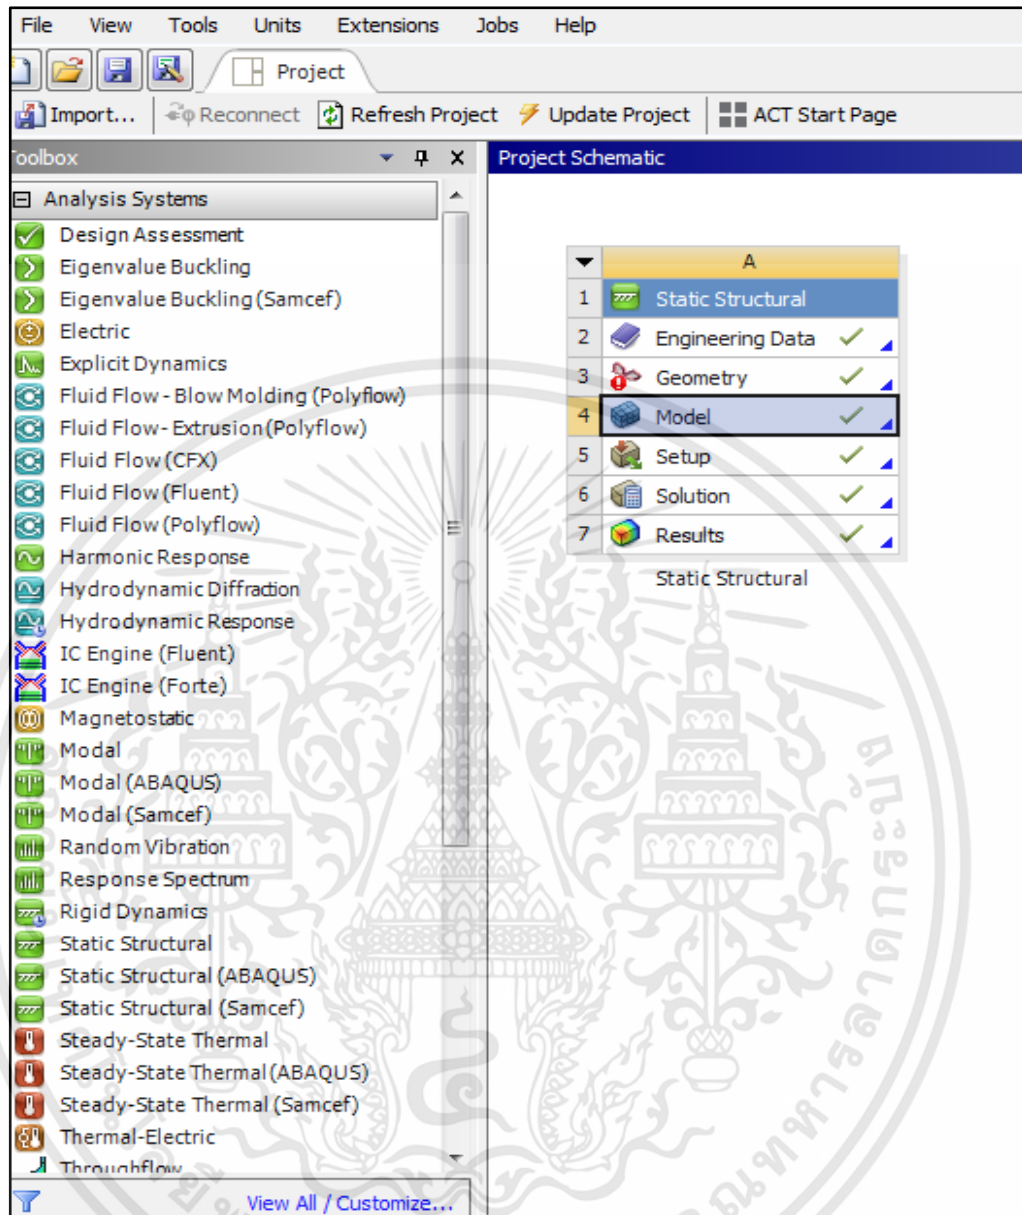 File View Tools Units Extensions Jobs Help
Project
Import... Reconnect Refresh Project Update Project ACT Start Page
Toolbox
Project Schematic
Analysis Systems
Design Assessment
Eigenvalue Buckling
Eigenvalue Buckling (Samcef)
Electric
Explicit Dynamics
Fluid Flow - Blow Molding (Polyflow)
Fluid Flow - Extrusion (Polyflow)
Fluid Flow (CFX)
Fluid Flow (Fluent)
Fluid Flow (Polyflow)
Harmonic Response
Hydrodynamic Diffraction
Hydrodynamic Response
IC Engine (Fluent)
IC Engine (Forte)
Magnetostatic
Modal
Modal (ABAQUS)
Modal (Samcef)
Random Vibration
Response Spectrum
Rigid Dynamics
Static Structural
Static Structural (ABAQUS)
Static Structural (Samcef)
Steady-State Thermal
Steady-State Thermal (ABAQUS)
Steady-State Thermal (Samcef)
Thermal-Electric
Throughflow
View All / Customize...
A
1 Static Structural
2 Engineering Data
3 Geometry
4 Model
5 Setup
6 Solution
7 Results
Static Structural